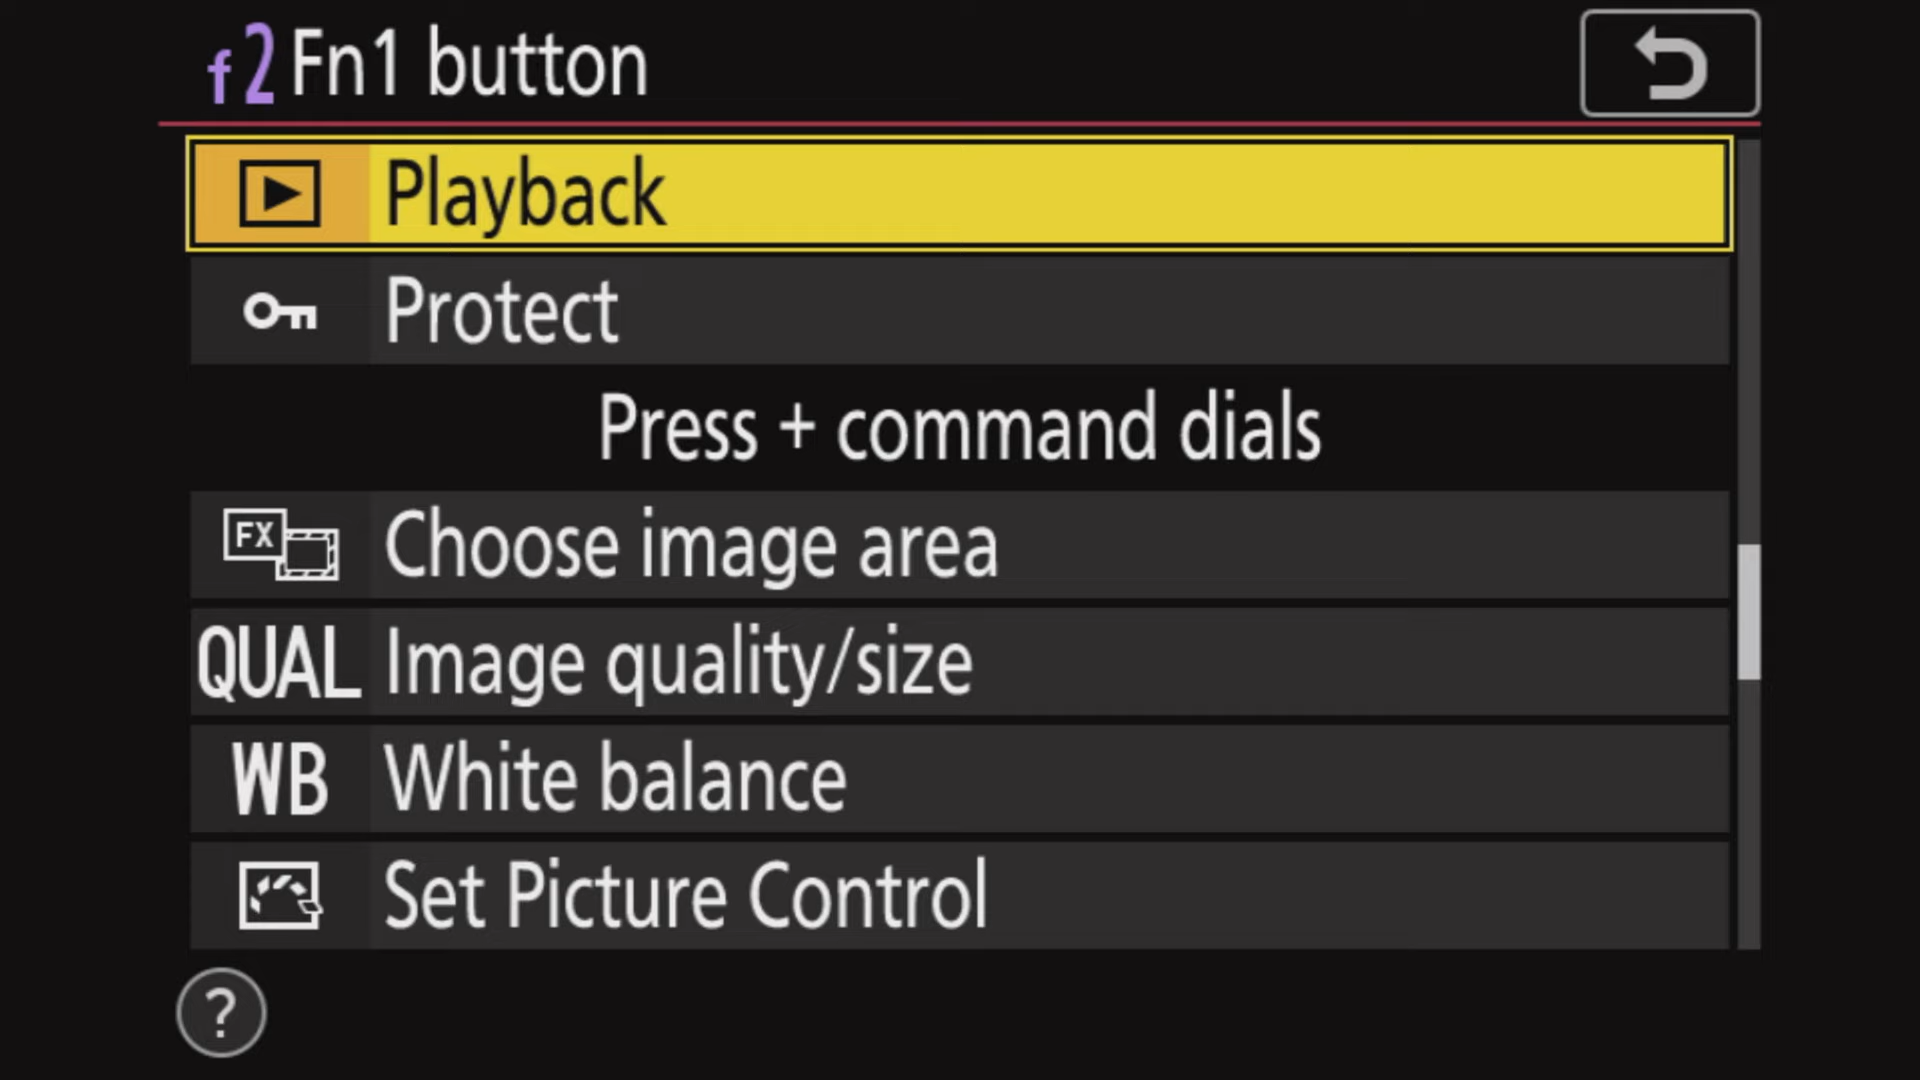 f2 Fn1 button
Playback
Protect
Press + command dials
FX Choose image area
QUAL Image quality/size
WB White balance
Set Picture Control
?